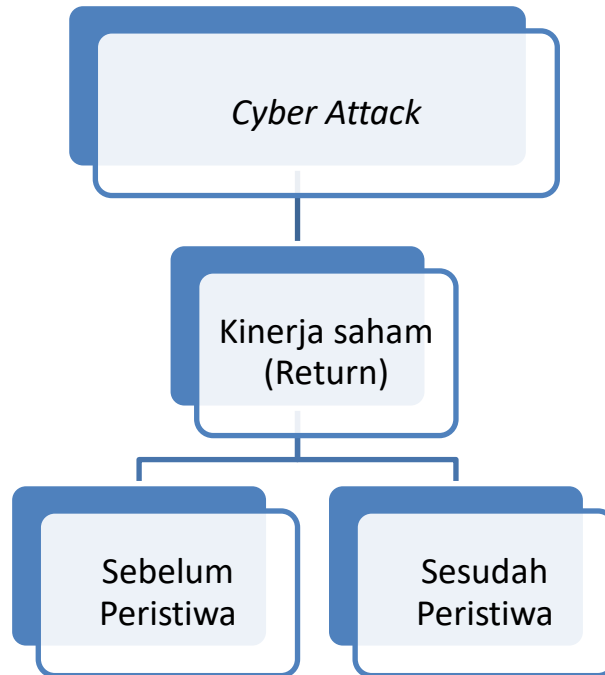 Cyber Attack
Kinerja saham
(Return)
Sebelum
Peristiwa
Sesudah
Peristiwa